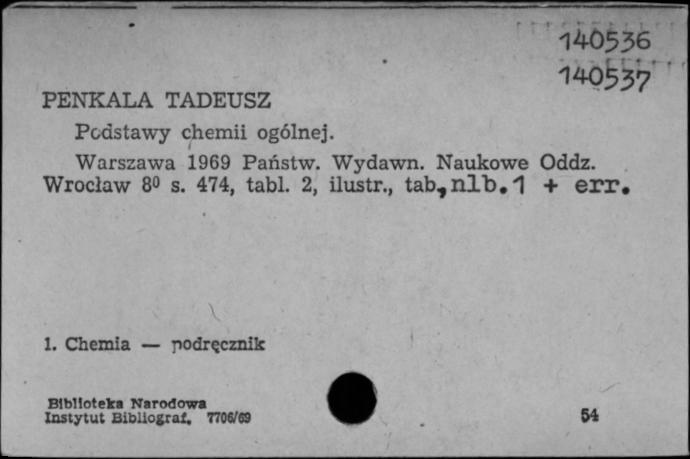 140536
140537
PENKALA TADEUSZ
Podstawy chemii ogólnej.
Warszawa 1969 Państw. Wydawn. Naukowe Oddz.
Wrocław 8⁰ s. 474, tabl. 2, ilustr., tab, nlb. 1 + err.
1. Chemia — podręcznik
Biblioteka Narodowa
Instytut Bibliograf. 7706/69
54